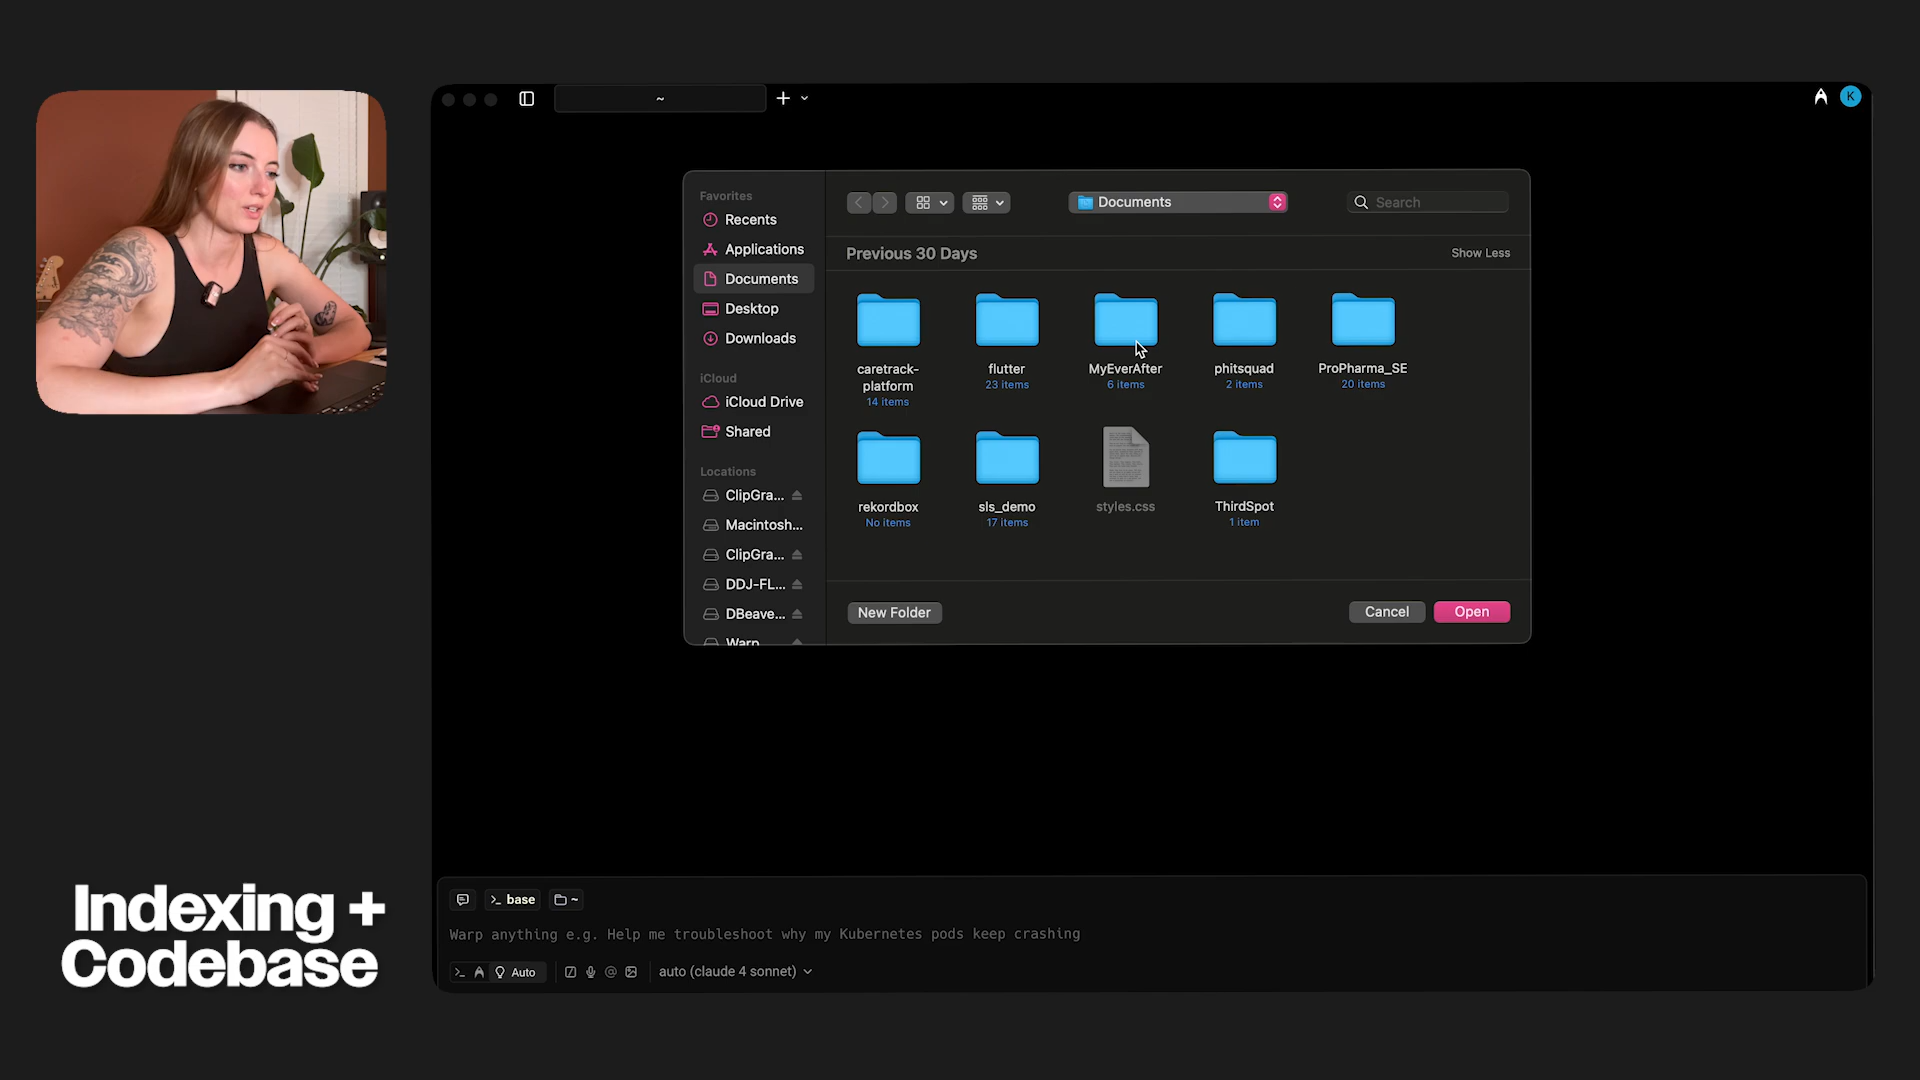 ~
K
Favorites
Recents
Applications
Documents
Desktop
Downloads
iCloud
iCloud Drive
Shared
Locations
ClipGra...
Macintosh...
ClipGra...
DDJ-FL...
DBeave...
Warp
Documents
Search
Previous 30 Days
Show Less
caretrack-
platform
14 items
flutter
23 items
MyEverAfter
6 items
phitsquad
2 items
ProPharma_SE
20 items
rekordbox
No items
sls_demo
17 items
styles.css
ThirdSpot
1 item
New Folder
Cancel
Open
>_ base
~
Warp anything e.g. Help me troubleshoot why my Kubernetes pods keep crashing
>_ Auto
@
auto (claude 4 sonnet)
Indexing +
Codebase